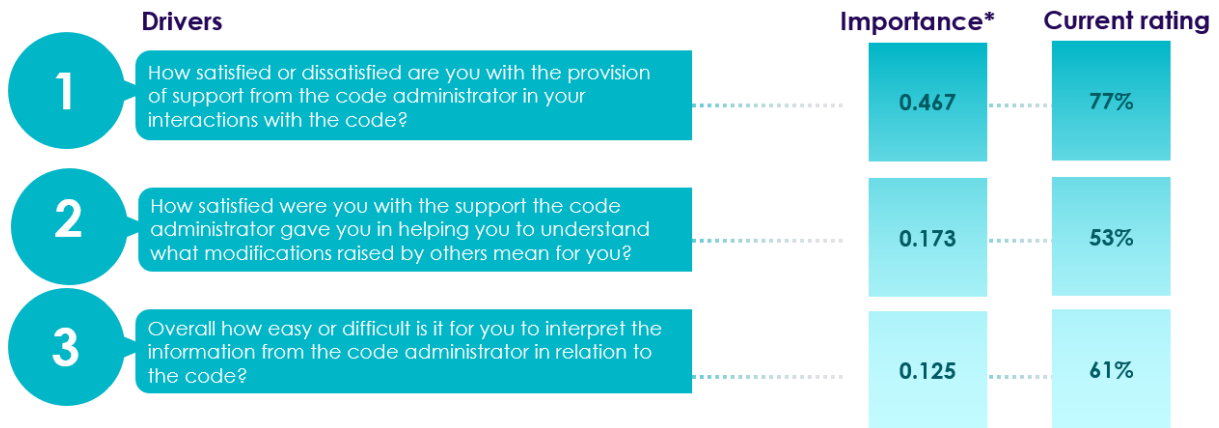 Drivers Importance* Current rating
1
How satisfied or dissatisfied are you with the provision
of support from the code administrator in your
interactions with the code?
0.467 77%
2
How satisfied were you with the support the code
administrator gave you in helping you to understand
what modifications raised by others mean for you?
0.173 53%
3
Overall how easy or difficult is it for you to interpret the
information from the code administrator in relation to
the code?
0.125 61%